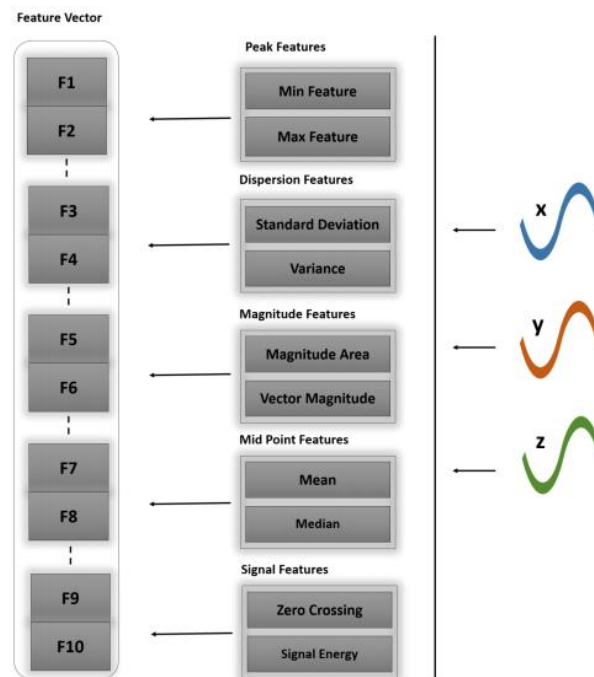 Feature Vector
F1
F2
F3
F4
F5
F6
F7
F8
F9
F10
Peak Features
Min Feature
Max Feature
Dispersion Features
Standard Deviation
Variance
Magnitude Features
Magnitude Area
Vector Magnitude
Mid Point Features
Mean
Median
Signal Features
Zero Crossing
Signal Energy
x
y
z